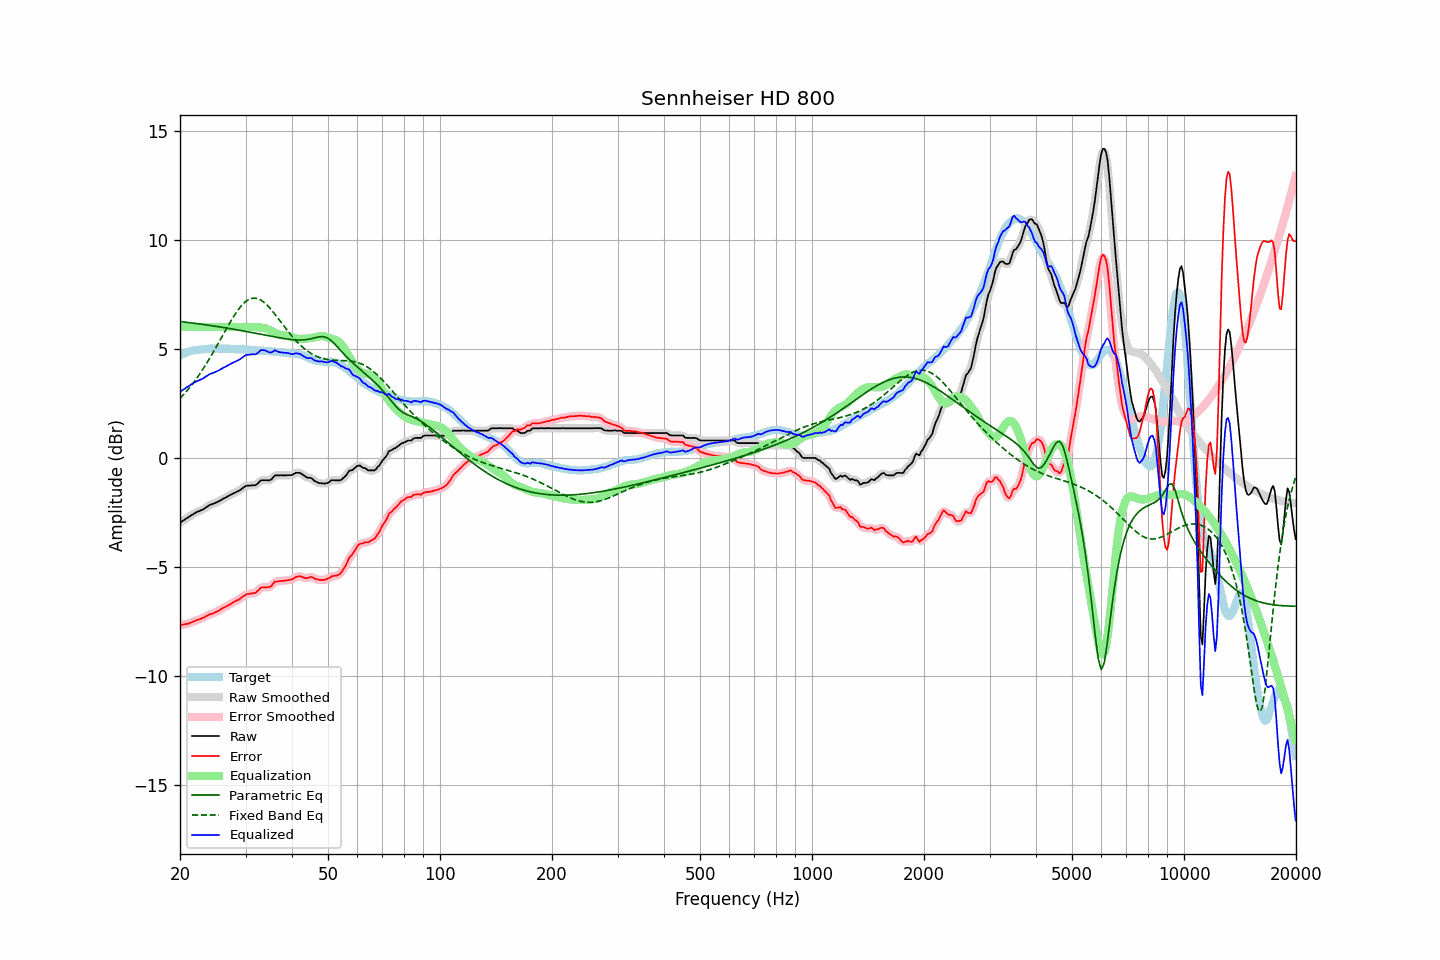 Sennheiser HD 800
Amplitude (dBr)
15
10
5
0
−5
−10
−15
Target
Raw Smoothed
Error Smoothed
Raw
Error
Equalization
Parametric Eq
Fixed Band Eq
Equalized
20 50 100 200 500 1000 2000 5000 10000 20000
Frequency (Hz)